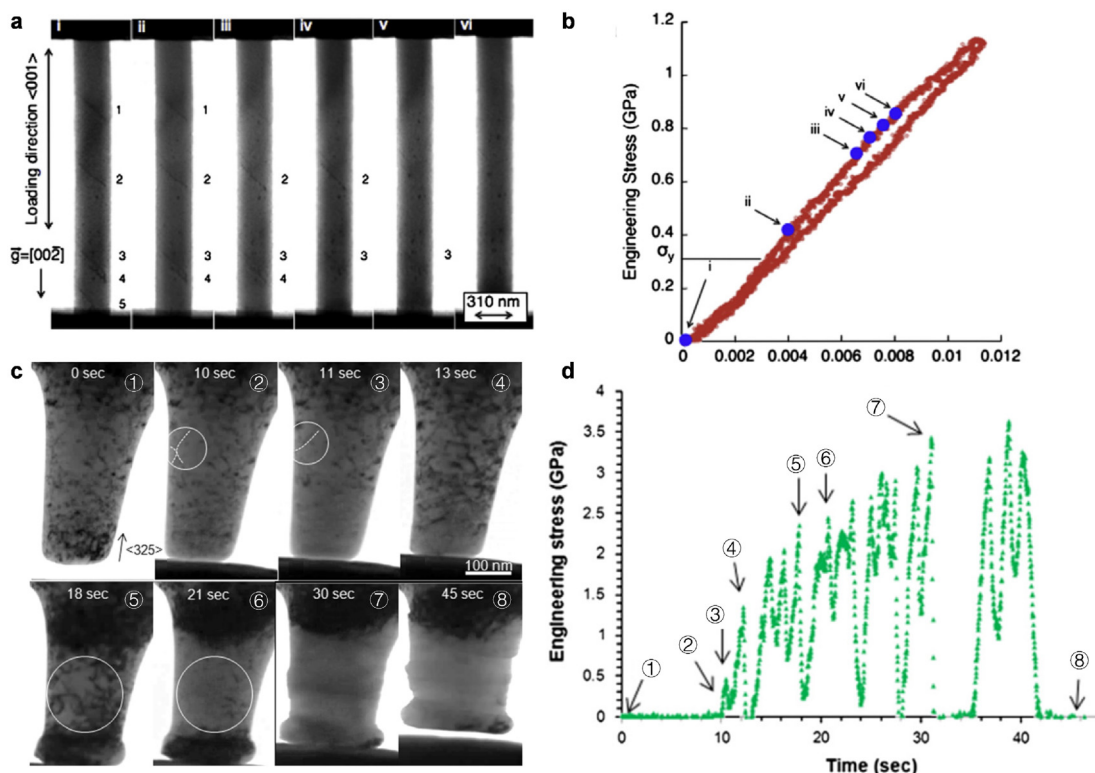 a
i ii iii iv v vi
Loading direction <001>
1 1
2 2 2 2
3 3 3 3 3
4 4 4
5
g=[002̄]
310 nm
b
Engineering Stress (GPa)
1.2
1
0.8
0.6
0.4
σy
0.2
0
vi
v
iv
iii
ii
i
0 0.002 0.004 0.006 0.008 0.01 0.012
c
0 sec ① 10 sec ② 11 sec ③ 13 sec ④
<325>
100 nm
18 sec ⑤ 21 sec ⑥ 30 sec ⑦ 45 sec ⑧
d
Engineering stress (GPa)
4
3.5
3
2.5
2
1.5
1
0.5
0
① ② ③ ④ ⑤ ⑥ ⑦ ⑧
0 10 20 30 40
Time (sec)